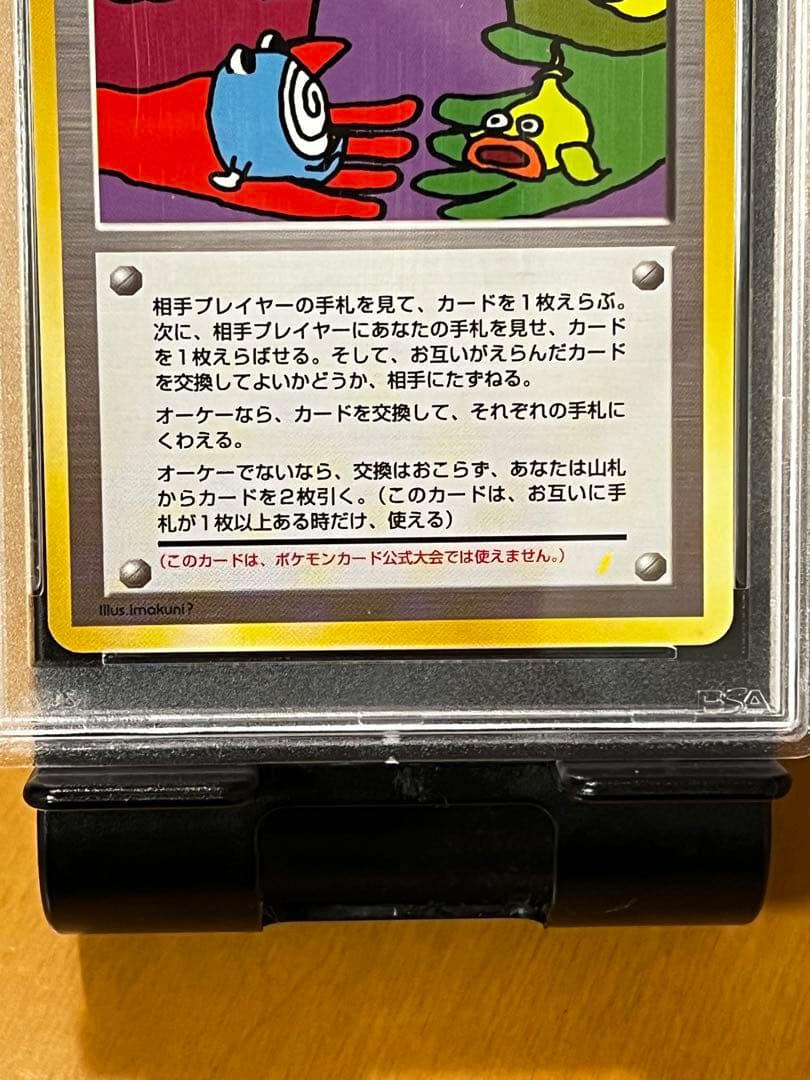 相手プレイヤーの手札を見て、カードを1枚えらぶ。
次に、相手プレイヤーにあなたの手札を見せ、カード
を1枚えらばせる。そして、お互いがえらんだカード
を交換してよいかどうか、相手にたずねる。
オーケーなら、カードを交換して、それぞれの手札に
くわえる。
オーケーでないなら、交換はおこらず、あなたは山札
からカードを2枚引く。（このカードは、お互いに手
札が1枚以上ある時だけ、使える）
（このカードは、ポケモンカード公式大会では使えません。）
Illus.imakuni?
PSA